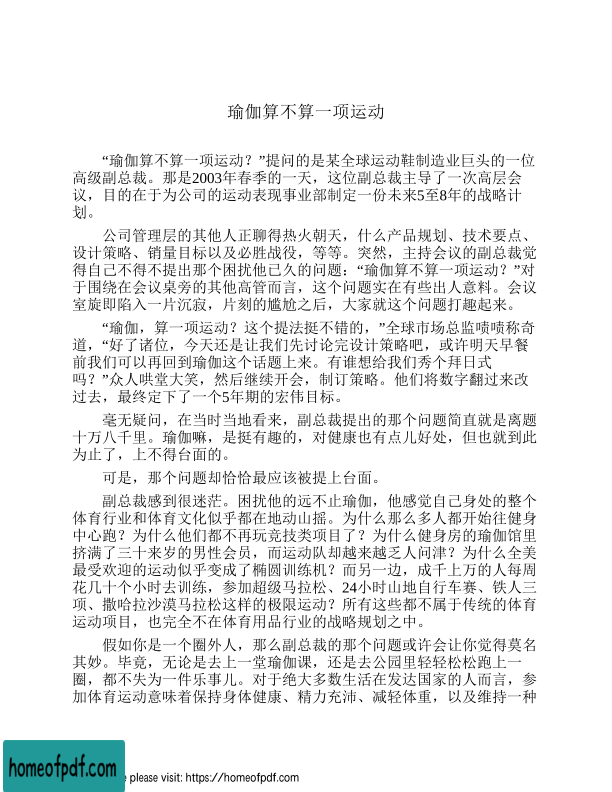 瑜伽算不算一项运动
“瑜伽算不算一项运动？”提问的是某全球运动鞋制造业巨头的一位
高级副总裁。那是2003年春季的一天，这位副总裁主导了一次高层会
议，目的在于为公司的运动表现事业部制定一份未来5至8年的战略计
划。
公司管理层的其他人正聊得热火朝天，什么产品规划、技术要点、
设计策略、销量目标以及必胜战役，等等。突然，主持会议的副总裁觉
得自己不得不提出那个困扰他已久的问题：“瑜伽算不算一项运动？”对
于围绕在会议桌旁的其他高管而言，这个问题实在有些出人意料。会议
室旋即陷入一片沉寂，片刻的尴尬之后，大家就这个问题打趣起来。
“瑜伽，算一项运动？这个提法挺不错的，”全球市场总监啧啧称奇
道，“好了诸位，今天还是让我们先讨论完设计策略吧，或许明天早餐
前我们可以再回到瑜伽这个话题上来。有谁想给我们秀个拜日式
吗？”众人哄堂大笑，然后继续开会，制订策略。他们将数字翻过来改
过去，最终定下了一个5年期的宏伟目标。
毫无疑问，在当时当地看来，副总裁提出的那个问题简直就是离题
十万八千里。瑜伽嘛，是挺有趣的，对健康也有点儿好处，但也就到此
为止了，上不得台面的。
可是，那个问题却恰恰最应该被提上台面。
副总裁感到很迷茫。困扰他的远不止瑜伽，他感觉自己身处的整个
体育行业和体育文化似乎都在地动山摇。为什么那么多人都开始往健身
中心跑？为什么他们都不再玩竞技类项目了？为什么健身房的瑜伽馆里
挤满了三十来岁的男性会员，而运动队却越来越乏人问津？为什么全美
最受欢迎的运动似乎变成了椭圆训练机？而另一边，成千上万的人每周
花几十个小时去训练，参加超级马拉松、24小时山地自行车赛、铁人三
项、撒哈拉沙漠马拉松这样的极限运动？所有这些都不属于传统的体育
运动项目，也完全不在体育用品行业的战略规划之中。
假如你是一个圈外人，那么副总裁的那个问题或许会让你觉得莫名
其妙。毕竟，无论是去上一堂瑜伽课，还是去公园里轻轻松松跑上一
圈，都不失为一件乐事儿。对于绝大多数生活在发达国家的人而言，参
加体育运动意味着保持身体健康、精力充沛、减轻体重，以及维持一种
homeofpdf.com
e please visit: https://homeofpdf.com